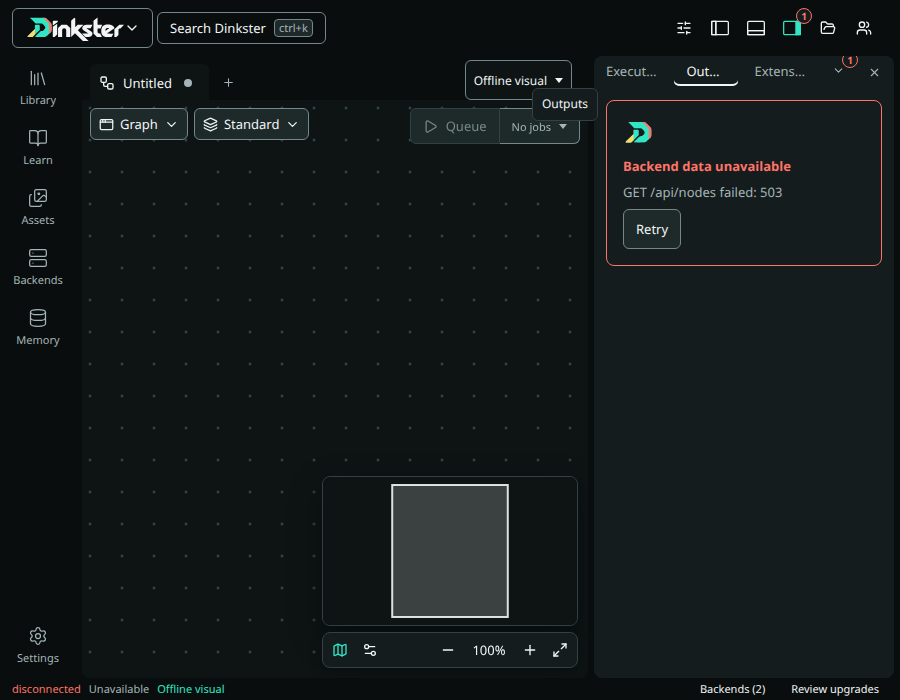 Dinkster
Search Dinkster ctrl+k
1
Library
Learn
Assets
Backends
Memory
Settings
Untitled
Offline visual
Outputs
Graph
Standard
Queue
No jobs
100%
Execut...
Out...
Extens...
1
Backend data unavailable
GET /api/nodes failed: 503
Retry
disconnected Unavailable Offline visual
Backends (2) Review upgrades